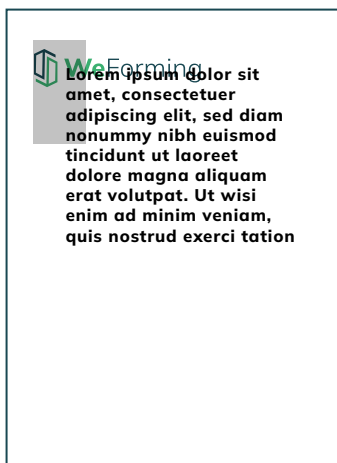 WeForming
Lorem ipsum dolor sit
amet, consectetuer
adipiscing elit, sed diam
nonummy nibh euismod
tincidunt ut laoreet
dolore magna aliquam
erat volutpat. Ut wisi
enim ad minim veniam,
quis nostrud exerci tation